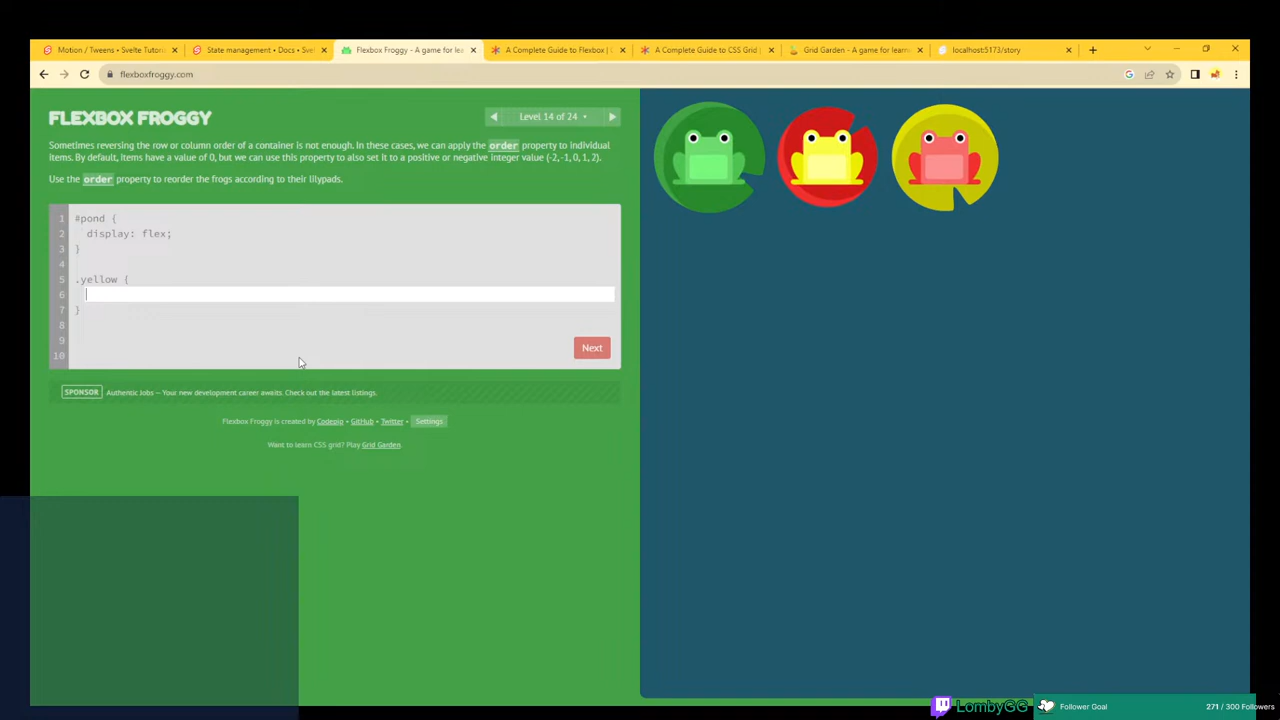 Motion / Tweens • Svelte Tutori
State management • Docs • Sve
Flexbox Froggy - A game for lea
A Complete Guide to Flexbox | C
A Complete Guide to CSS Grid |
Grid Garden - A game for learn
localhost:5173/story
flexboxfroggy.com
FLEXBOX FROGGY
Level 14 of 24
Sometimes reversing the row or column order of a container is not enough. In these cases, we can apply the order property to individual
items. By default, items have a value of 0, but we can use this property to also set it to a positive or negative integer value (-2, -1, 0, 1, 2).
Use the order property to reorder the frogs according to their lilypads.
1 #pond {
2 display: flex;
3 }
4
5 .yellow {
6
7 }
8
9
10
Next
SPONSOR Authentic Jobs — Your new development career awaits. Check out the latest listings.
Flexbox Froggy is created by Codepip • GitHub • Twitter • Settings
Want to learn CSS grid? Play Grid Garden.
LombyGG
Follower Goal
271 / 300 Followers